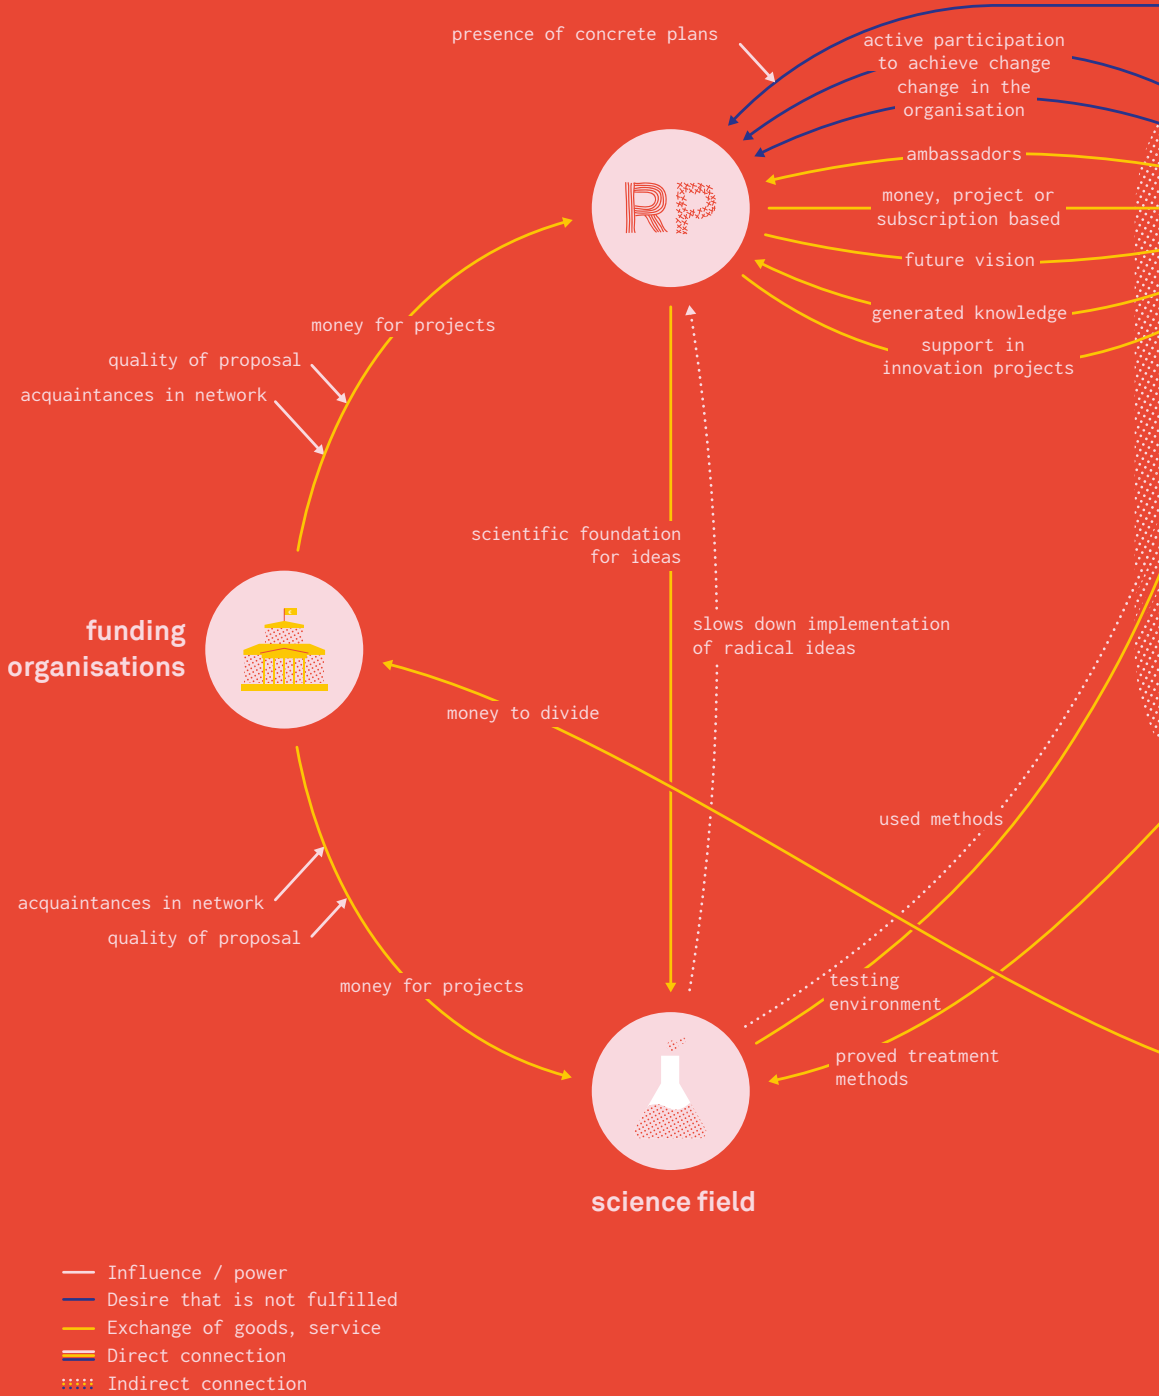 presence of concrete plans
active participation
to achieve change
change in the
organisation
ambassadors
money, project or
subscription based
future vision
generated knowledge
support in
innovation projects
RP
money for projects
quality of proposal
acquaintances in network
scientific foundation
for ideas
slows down implementation
of radical ideas
funding
organisations
money to divide
used methods
acquaintances in network
quality of proposal
money for projects
testing
environment
proved treatment
methods
science field
Influence / power
Desire that is not fulfilled
Exchange of goods, service
Direct connection
Indirect connection